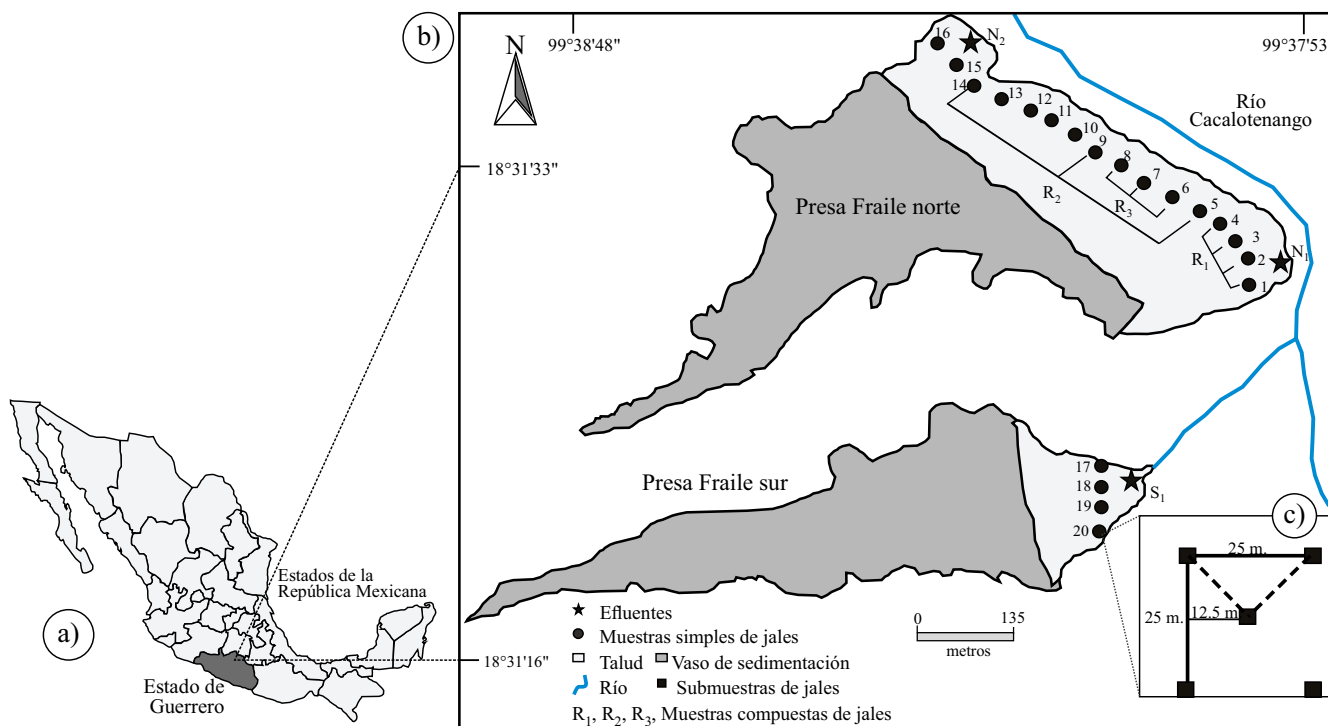 b)
99°38'48"
99°37'53
N
16
N2
15
14
13
12
11
10
9
8
7
6
5
4
3
2
1
N1
R2
R3
R1
Río
Cacalotenango
18°31'33"
Presa Fraile norte
Presa Fraile sur
17
18
19
20
S1
c)
25 m.
25 m.
12.5 m
Estados de la
República Mexicana
a)
Estado de
Guerrero
18°31'16"
Efluentes
Muestras simples de jales
Talud
Vaso de sedimentación
Río
Submuestras de jales
R1, R2, R3, Muestras compuestas de jales
0
135
metros